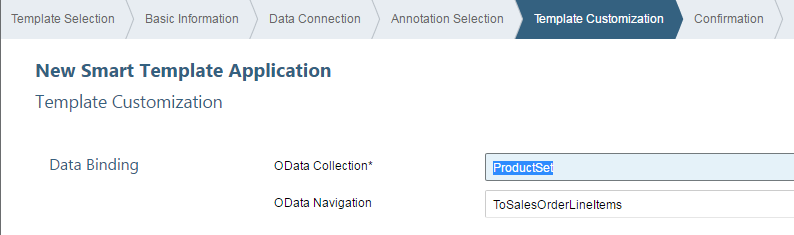 Template Selection Basic Information Data Connection Annotation Selection Template Customization Confirmation
New Smart Template Application
Template Customization
Data Binding OData Collection* ProductSet
OData Navigation ToSalesOrderLineItems